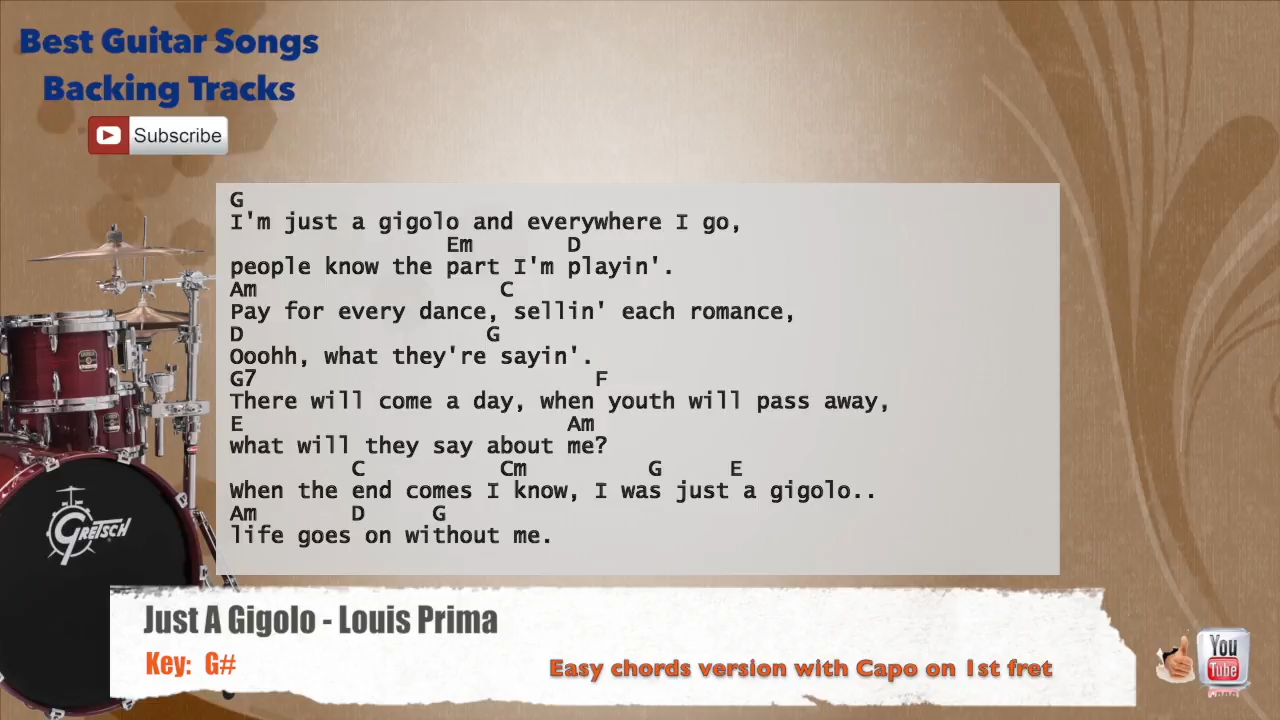 Best Guitar Songs
Backing Tracks
Subscribe
G
I'm just a gigolo and everywhere I go,
Em D
people know the part I'm playin'.
Am C
Pay for every dance, sellin' each romance,
D G
Ooohh, what they're sayin'.
G7 F
There will come a day, when youth will pass away,
E Am
what will they say about me?
C Cm G E
When the end comes I know, I was just a gigolo..
Am D G
life goes on without me.
GRETSCH
Just A Gigolo - Louis Prima
Key: G#
Easy chords version with Capo on 1st fret
You
Tube